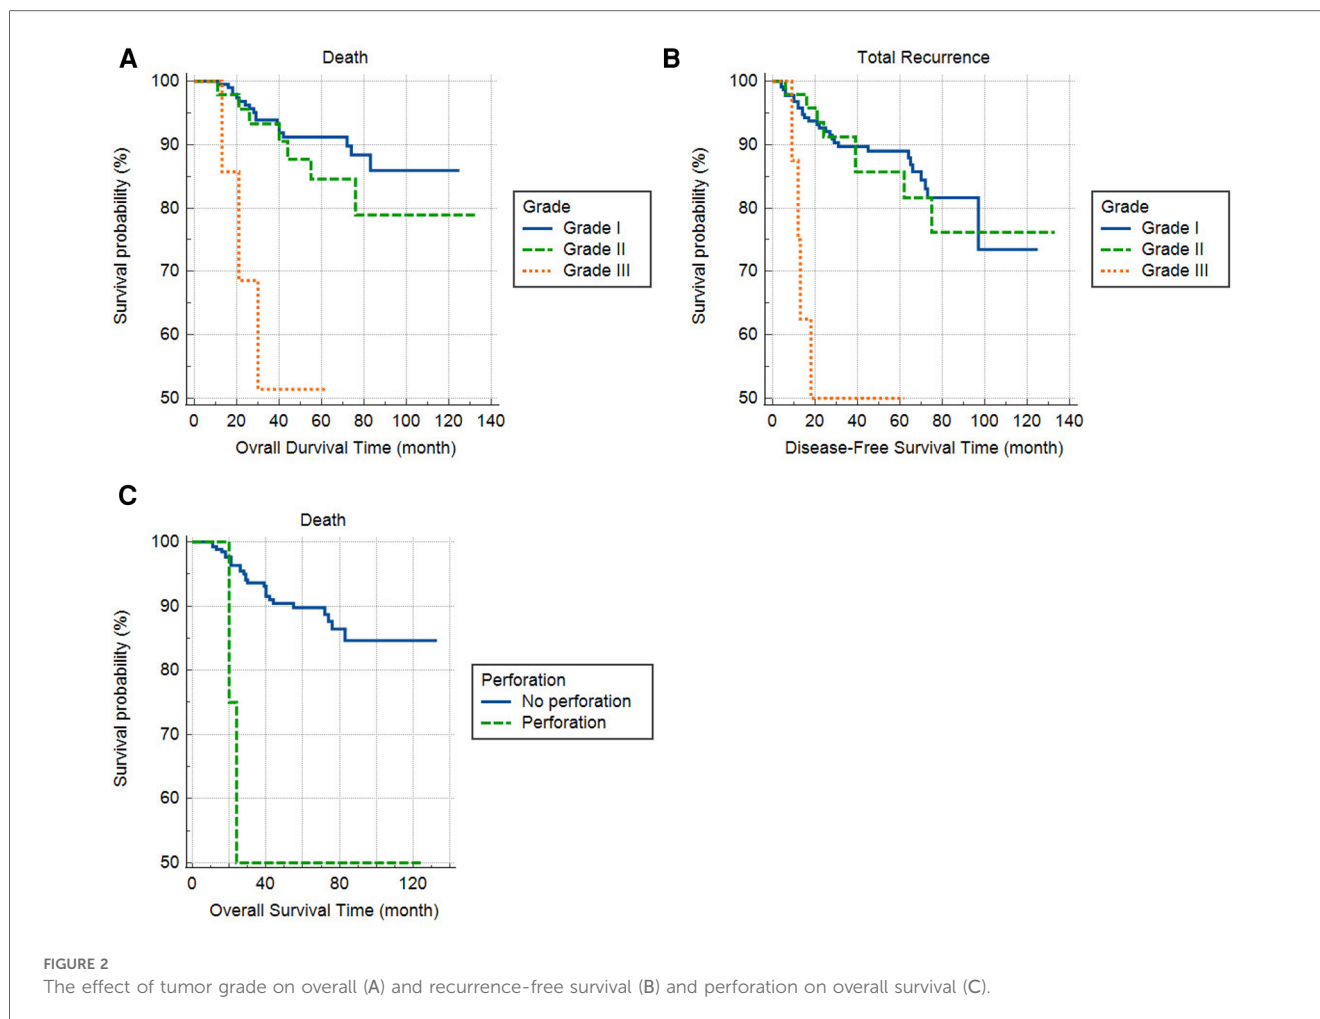 A
Death
100
90
80
70
60
50
Survival probability (%)
0 20 40 60 80 100 120 140
Ovrall Durvival Time (month)
Grade
Grade I
Grade II
Grade III
B
Total Recurrence
100
90
80
70
60
50
Survival probability (%)
0 20 40 60 80 100 120 140
Disease-Free Survival Time (month)
Grade
Grade I
Grade II
Grade III
C
Death
100
90
80
70
60
50
Survival probability (%)
0 40 80 120
Overall Survival Time (month)
Perforation
No perforation
Perforation
FIGURE 2
The effect of tumor grade on overall (A) and recurrence-free survival (B) and perforation on overall survival (C).